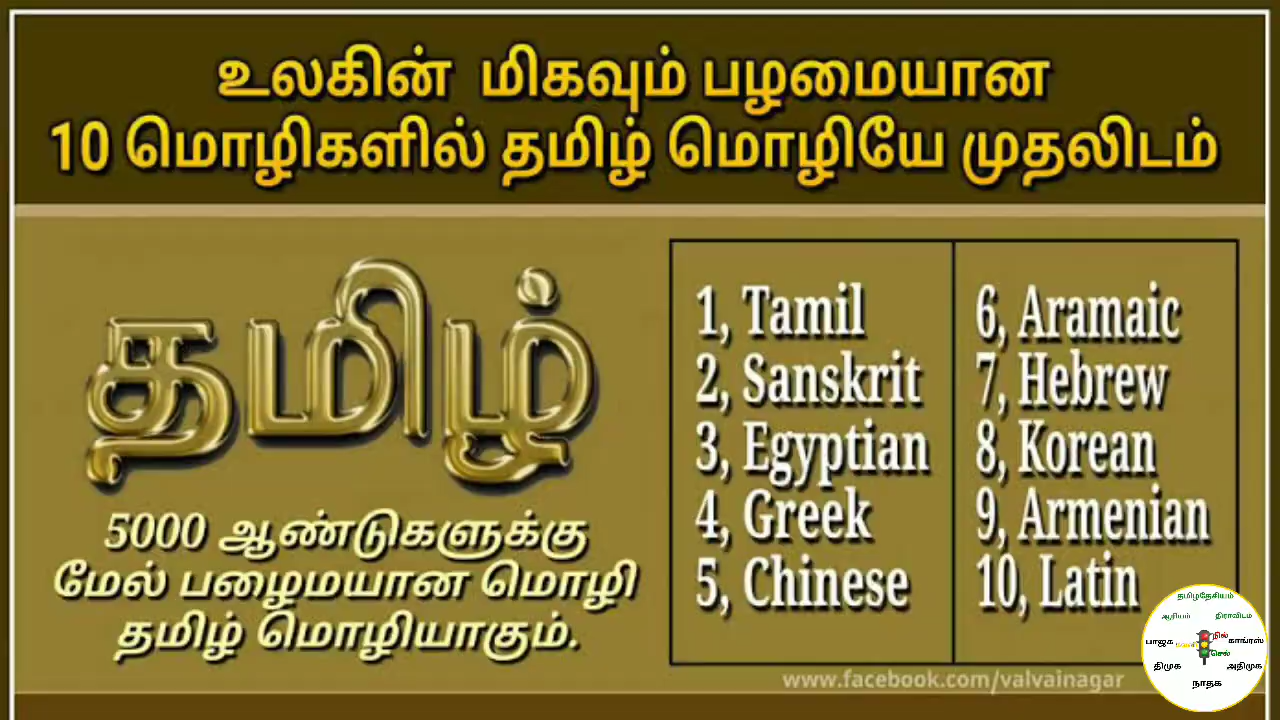 உலகின் மிகவும் பழமையான
10 மொழிகளில் தமிழ் மொழியே முதலிடம்
தமிழ்
5000 ஆண்டுகளுக்கு
மேல் பழைமயான மொழி
தமிழ் மொழியாகும்.
1, Tamil
2, Sanskrit
3, Egyptian
4, Greek
5, Chinese
6, Aramaic
7, Hebrew
8, Korean
9, Armenian
10, Latin
www.facebook.com/valvainagar
தமிழதேசியம்
ஆரியம் திராவிடம
பாஜக நில் காங்ரஸ்
செல்
திமுக அதிமுக
நாதக